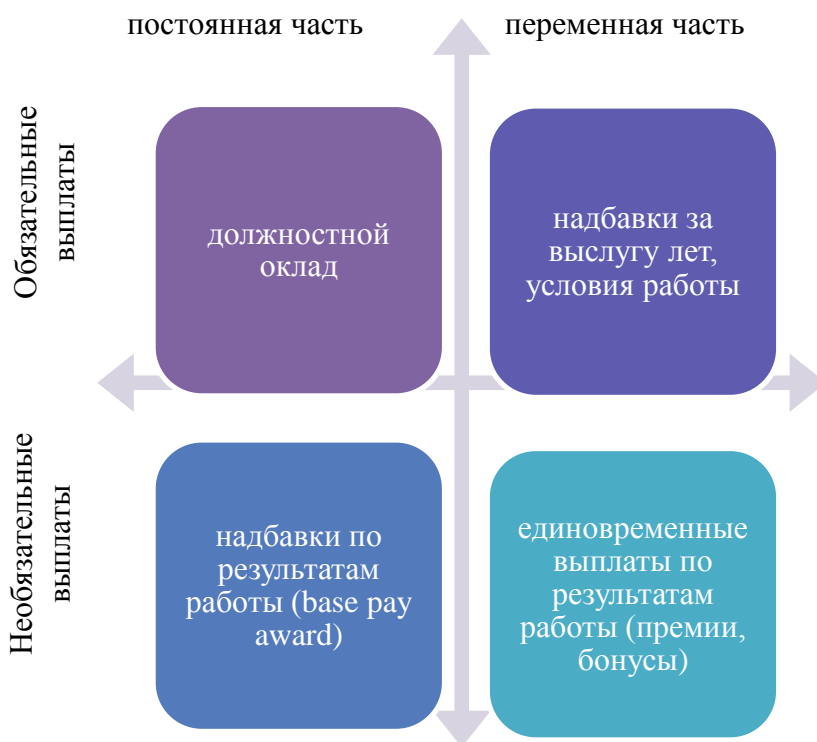 постоянная часть
переменная часть
Обязательные
выплаты
должностной
оклад
надбавки за
выслугу лет,
условия работы
Необязательные
выплаты
надбавки по
результатам
работы (base pay
award)
единовременные
выплаты по
результатам
работы (премии,
бонусы)